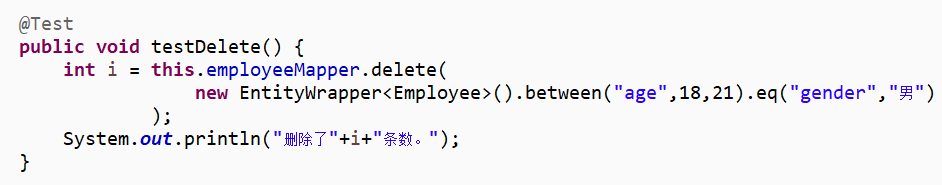 @Test
public void testDelete() {
    int i = this.employeeMapper.delete(
                new EntityWrapper<Employee>().between("age",18,21).eq("gender","男")
            );
    System.out.println("删除了"+i+"条数。");
}